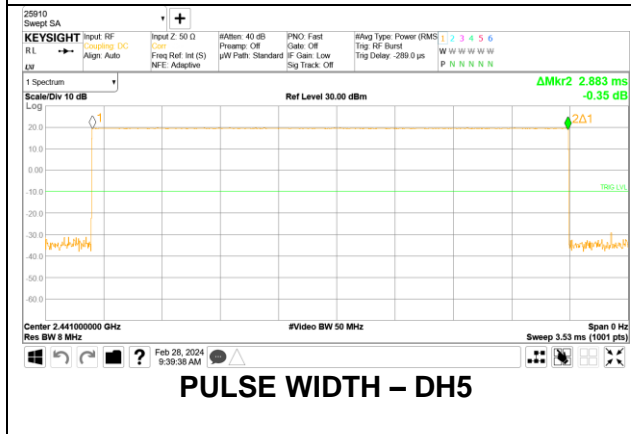 25910
Swept SA
KEYSIGHT
RL
Input: RF
Coupling: DC
Align: Auto
Input Z: 50 Ω
Corr
Freq Ref: Int (S)
NFE: Adaptive
#Atten: 40 dB
Preamp: Off
µW Path: Standard
PNO: Fast
Gate: Off
IF Gain: Low
Sig Track: Off
#Avg Type: Power (RMS
Trig: RF Burst
Trig Delay: -289.0 µs
1 2 3 4 5 6
W W W W W W
P N N N N N
1 Spectrum
Scale/Div 10 dB
Ref Level 30.00 dBm
ΔMkr2 2.883 ms
-0.35 dB
Log
1
2Δ1
20.0
10.0
0.00
-10.0
TRIG LVL
-20.0
-30.0
-40.0
-50.0
-60.0
Center 2.441000000 GHz
Res BW 8 MHz
#Video BW 50 MHz
Span 0 Hz
Sweep 3.53 ms (1001 pts)
?
Feb 28, 2024
9:39:38 AM
PULSE WIDTH – DH5